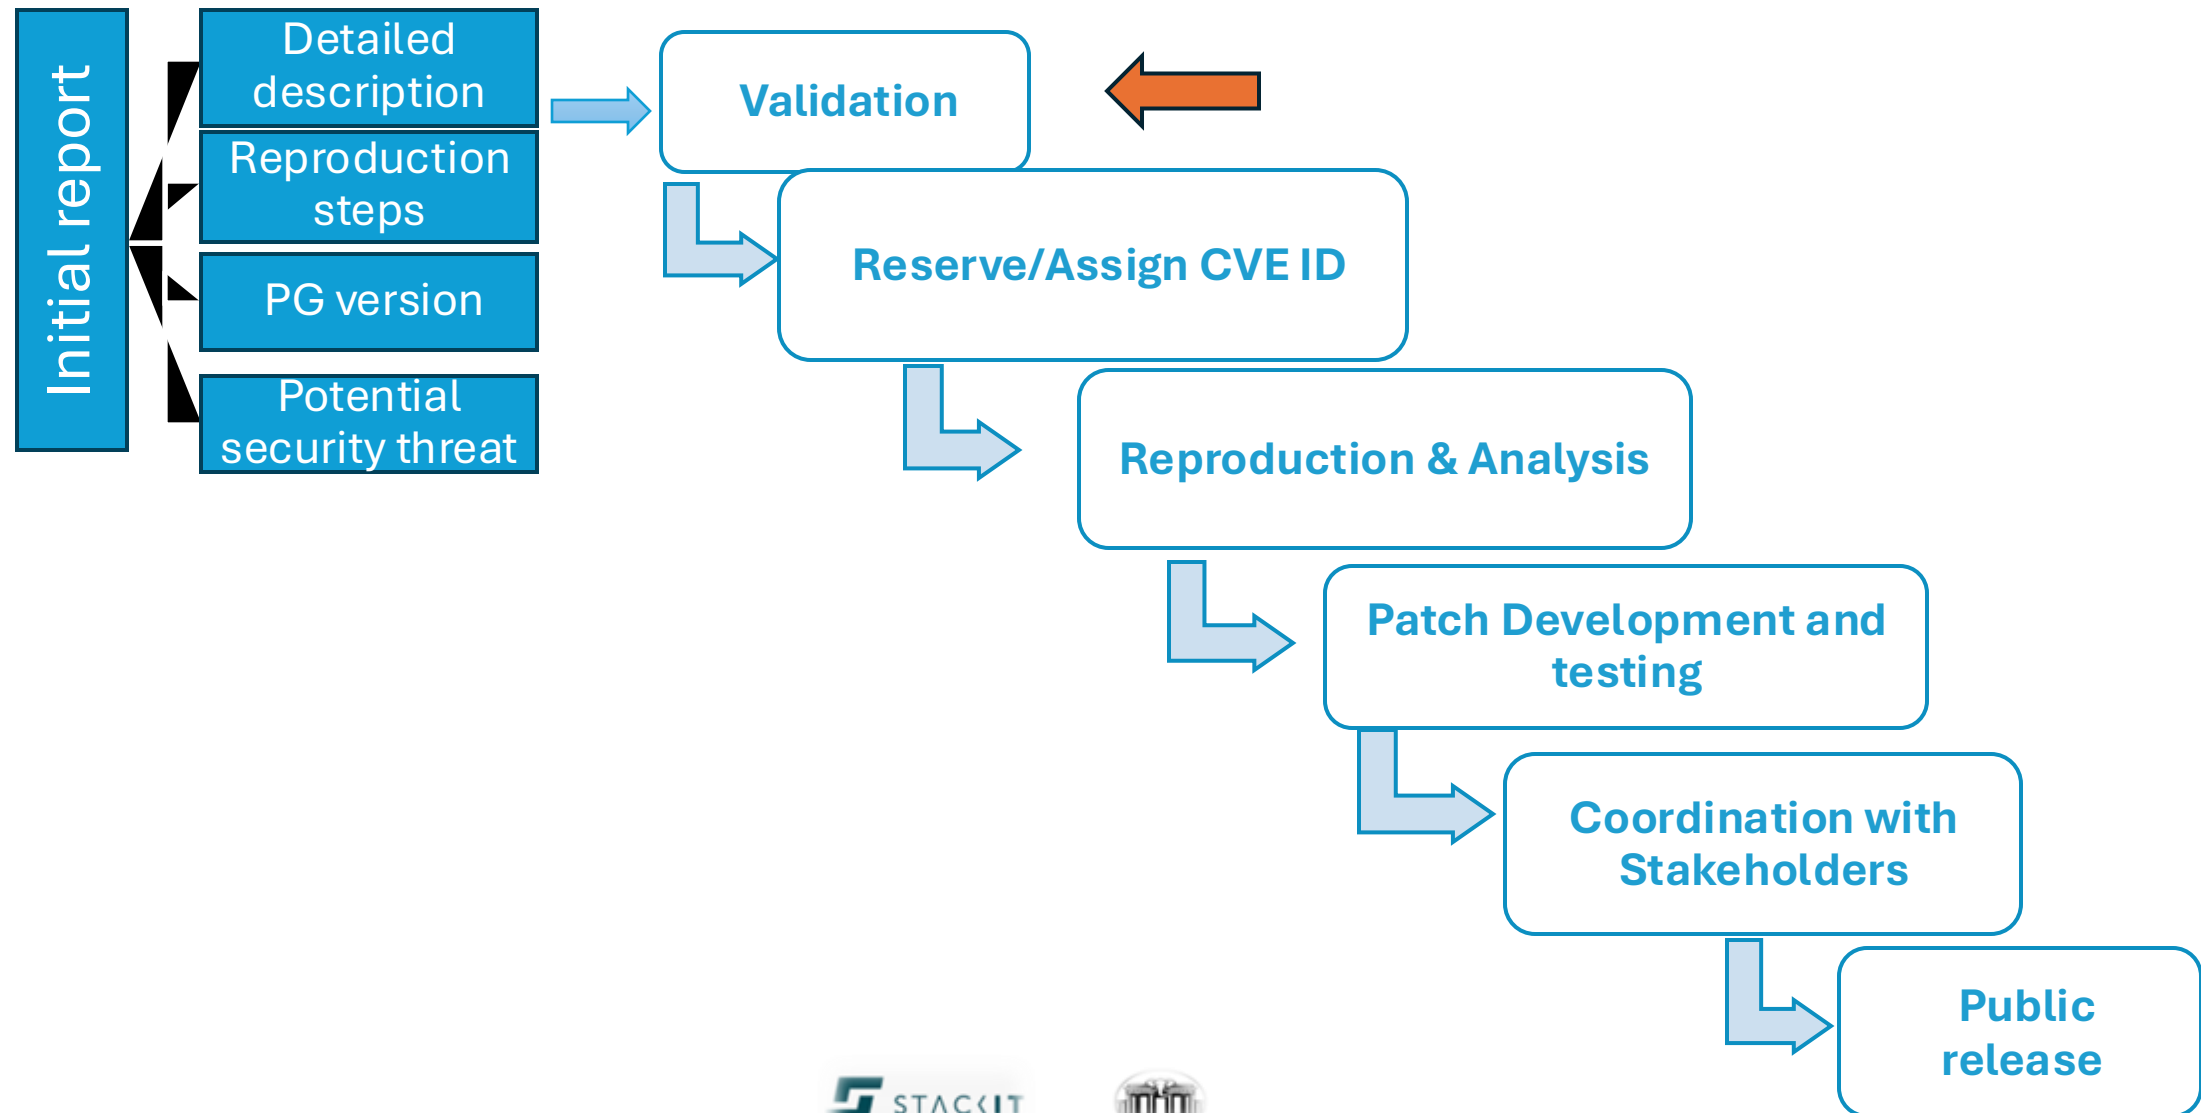 Initial report
Detailed
description
Reproduction
steps
PG version
Potential
security threat
Validation
Reserve/Assign CVE ID
Reproduction & Analysis
Patch Development and
testing
Coordination with
Stakeholders
Public
release
STACKIT